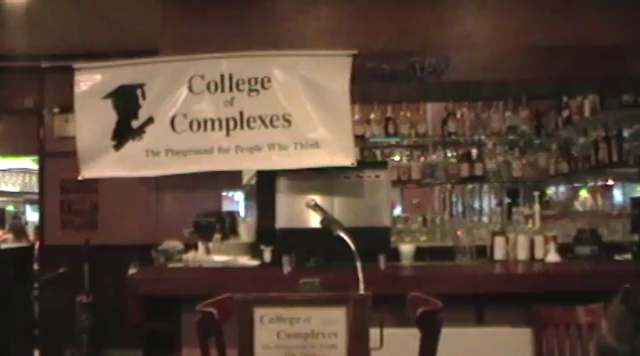 College
of
Complexes
The Playground for People Who Think
College of
Complexes